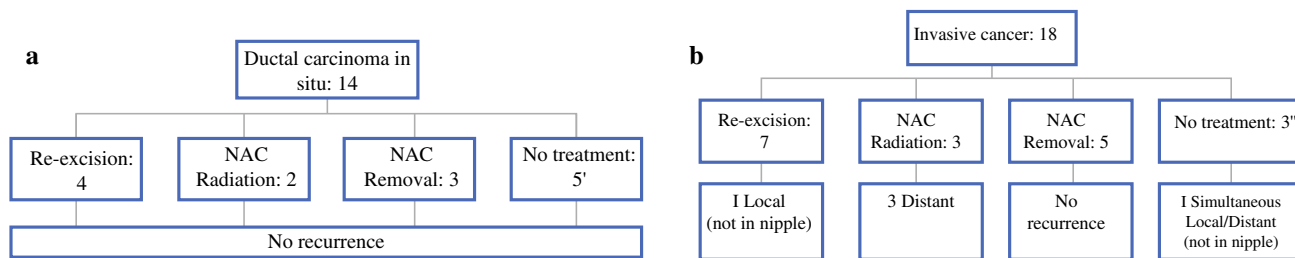 a
Ductal carcinoma in
situ: 14
Re-excision:
4
NAC
Radiation: 2
NAC
Removal: 3
No treatment:
5'
No recurrence
b
Invasive cancer: 18
Re-excision:
7
NAC
Radiation: 3
NAC
Removal: 5
No treatment: 3"
I Local
(not in nipple)
3 Distant
No
recurrence
I Simultaneous
Local/Distant
(not in nipple)